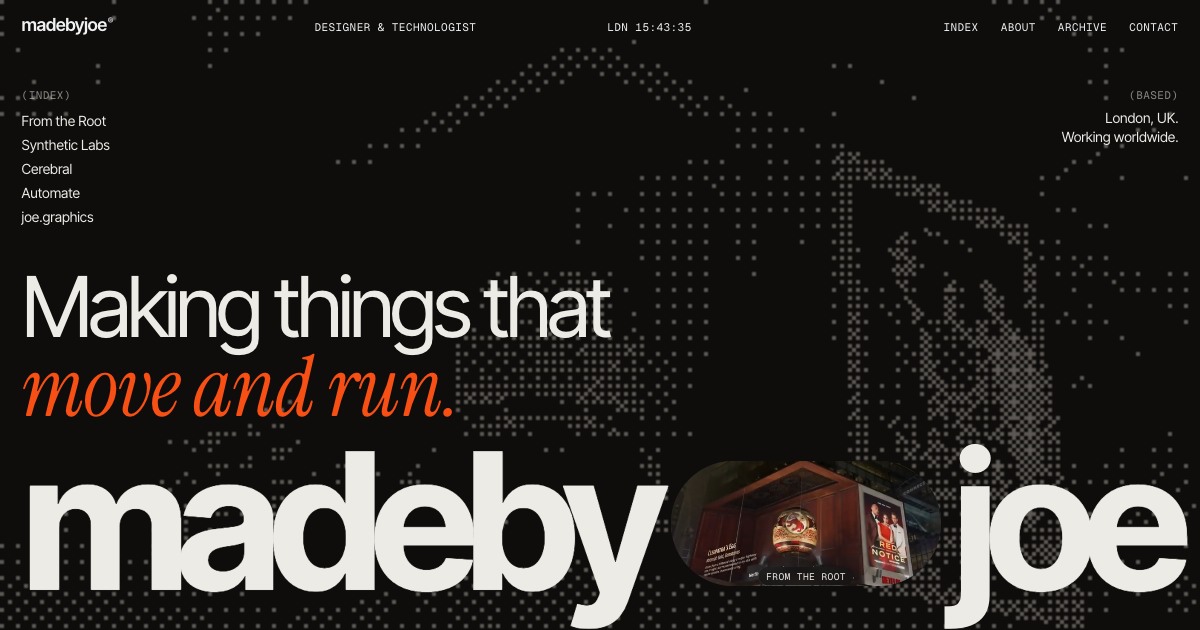 madebyjoe®
DESIGNER & TECHNOLOGIST
LDN 15:43:35
INDEX ABOUT ARCHIVE CONTACT
(INDEX)
From the Root
Synthetic Labs
Cerebral
Automate
joe.graphics
(BASED)
London, UK.
Working worldwide.
Making things that
move and run.
madeby joe
RED
NOTICE
FROM THE ROOT